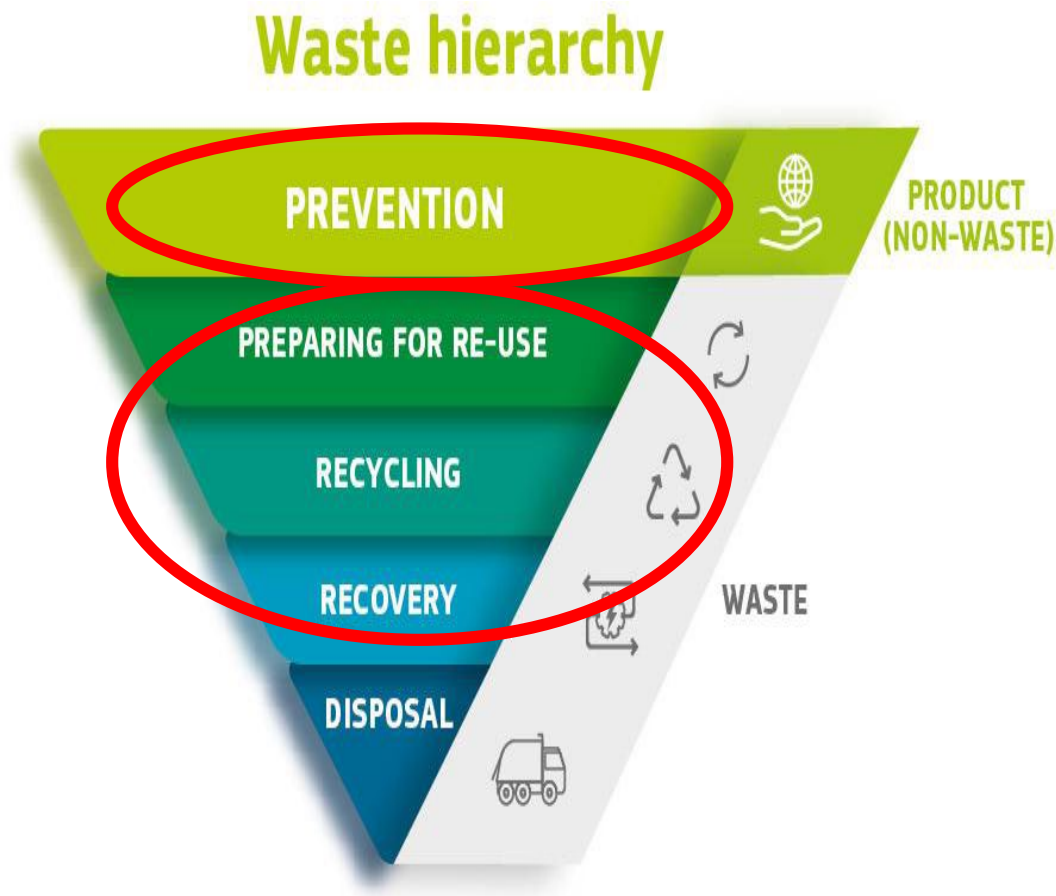 Waste hierarchy
PREVENTION
PRODUCT
(NON-WASTE)
PREPARING FOR RE-USE
RECYCLING
RECOVERY
WASTE
DISPOSAL